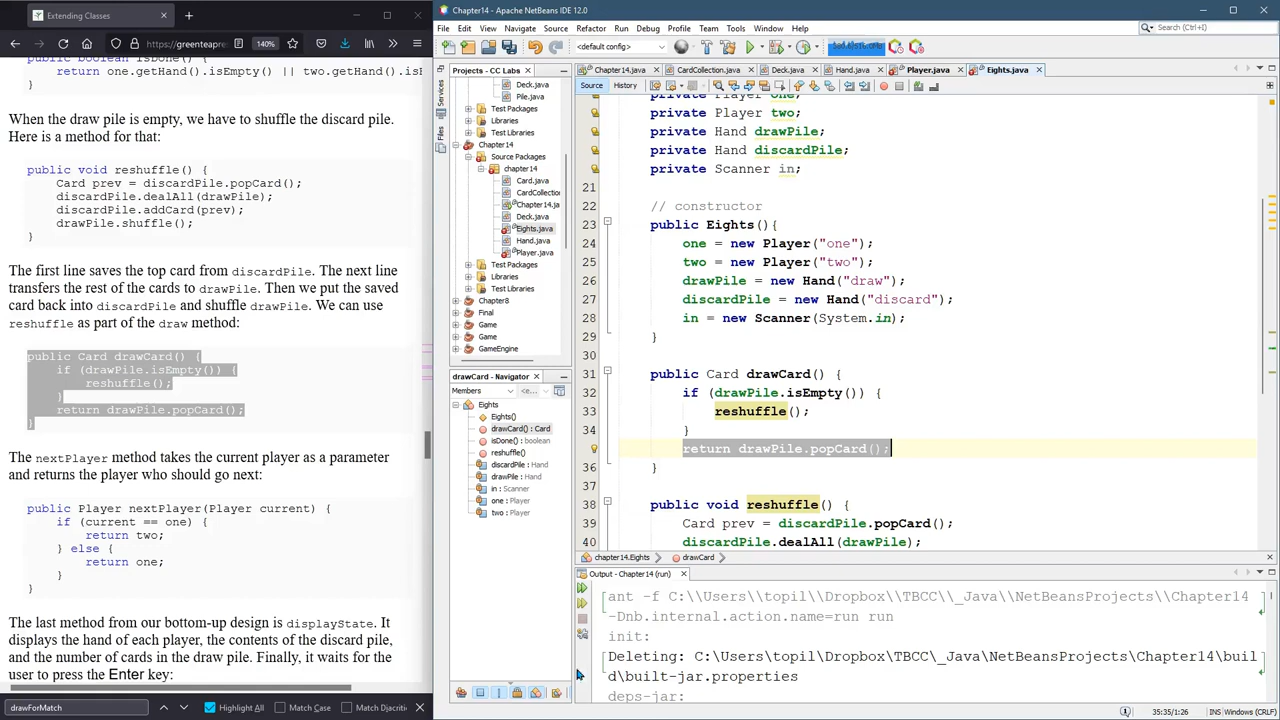 Extending Classes
https://greenteapre
140%
public boolean isDone() {
return one.getHand().isEmpty() || two.getHand().isE
}
When the draw pile is empty, we have to shuffle the discard pile.
Here is a method for that:
public void reshuffle() {
Card prev = discardPile.popCard();
discardPile.dealAll(drawPile);
discardPile.addCard(prev);
drawPile.shuffle();
}
The first line saves the top card from discardPile. The next line
transfers the rest of the cards to drawPile. Then we put the saved
card back into discardPile and shuffle drawPile. We can use
reshuffle as part of the draw method:
public Card drawCard() {
if (drawPile.isEmpty()) {
reshuffle();
}
return drawPile.popCard();
}
The nextPlayer method takes the current player as a parameter
and returns the player who should go next:
public Player nextPlayer(Player current) {
if (current == one) {
return two;
} else {
return one;
}
}
The last method from our bottom-up design is displayState. It
displays the hand of each player, the contents of the discard pile,
and the number of cards in the draw pile. Finally, it waits for the
user to press the Enter key:
drawForMatch
Highlight All
Match Case
Match Diacritics
Chapter14 - Apache NetBeans IDE 12.0
File Edit View Navigate Source Refactor Run Debug Profile Team Tools Window Help
Search (Ctrl+I)
<default config>
Projects - CC Labs
Services
Files
Deck.java
Pile.java
Test Packages
Libraries
Test Libraries
Chapter14
Source Packages
chapter14
Card.java
CardCollection
Chapter14.ja
Deck.java
Eights.java
Hand.java
Player.java
Test Packages
Libraries
Test Libraries
Chapter8
Final
Game
Game
GameEngine
drawCard - Navigator
Members
<e...
Eights
Eights()
drawCard() : Card
isDone() : boolean
reshuffle()
discardPile : Hand
drawPile : Hand
in : Scanner
one : Player
two : Player
Chapter14.java
CardCollection.java
Deck.java
Hand.java
Player.java
Eights.java
Source
History
private Player one;
private Player two;
private Hand drawPile;
private Hand discardPile;
private Scanner in;
21
22 // constructor
23 public Eights(){
24 one = new Player("one");
25 two = new Player("two");
26 drawPile = new Hand("draw");
27 discardPile = new Hand("discard");
28 in = new Scanner(System.in);
29 }
30
31 public Card drawCard() {
32 if (drawPile.isEmpty()) {
33 reshuffle();
34 }
return drawPile.popCard();
36 }
37
38 public void reshuffle() {
39 Card prev = discardPile.popCard();
40 discardPile.dealAll(drawPile);
chapter14.Eights
drawCard
Output - Chapter14 (run)
ant -f C:\\Users\\topil\\Dropbox\\TBCC\\_Java\\NetBeansProjects\\Chapter14
-Dnb.internal.action.name=run run
init:
Deleting: C:\Users\topil\Dropbox\TBCC\_Java\NetBeansProjects\Chapter14\buil
d\built-jar.properties
deps-jar:
35:35/1:26
INS
Windows (CRLF)